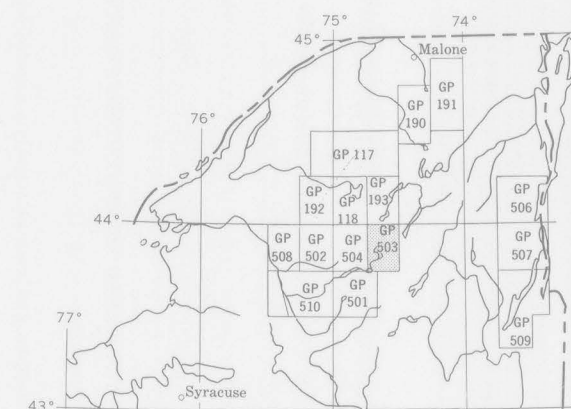 75°
74°
45°
Malone
GP
190
GP
191
76°
GP 117
GP
192
GP
118
GP
193
GP
506
44°
GP
508
GP
502
GP
504
GP
503
GP
507
GP
510
GP
501
77°
GP
509
Syracuse
43°